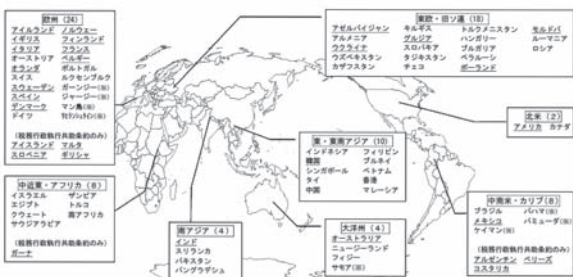 欧州 (24)
アイルランド ノルウェー
イギリス フィンランド
イタリア フランス
オーストリア ベルギー
オランダ ポルトガル
スイス ルクセンブルク
スウェーデン ガーンジー(※)
スペイン ジャージー(※)
デンマーク マン島(※)
ドイツ リヒテンシュタイン(※)
(税務行政執行共助条約のみ)
アイスランド マルタ
スロベニア ギリシャ
東欧・旧ソ連 (18)
アゼルバイジャン キルギス トルクメニスタン モルドバ
アルメニア グルジア ハンガリー ルーマニア
ウクライナ スロバキア ブルガリア ロシア
ウズベキスタン タジキスタン ベラルーシ
カザフスタン チェコ ポーランド
北米 (2)
アメリカ カナダ
東・東南アジア (10)
インドネシア フィリピン
韓国 ブルネイ
シンガポール ベトナム
タイ 香港
中国 マレーシア
中近東・アフリカ (8)
イスラエル ザンビア
エジプト トルコ
クウェート 南アフリカ
サウジアラビア
(税務行政執行共助条約のみ)
ガーナ
南アジア (4)
インド
スリランカ
パキスタン
バングラデシュ
大洋州 (4)
オーストラリア
ニュージーランド
フィジー
サモア(※)
中南米・カリブ (8)
ブラジル バハマ(※)
メキシコ バミューダ(※)
ケイマン(※)
(税務行政執行共助条約のみ)
アルゼンチン ベリーズ
コスタリカ